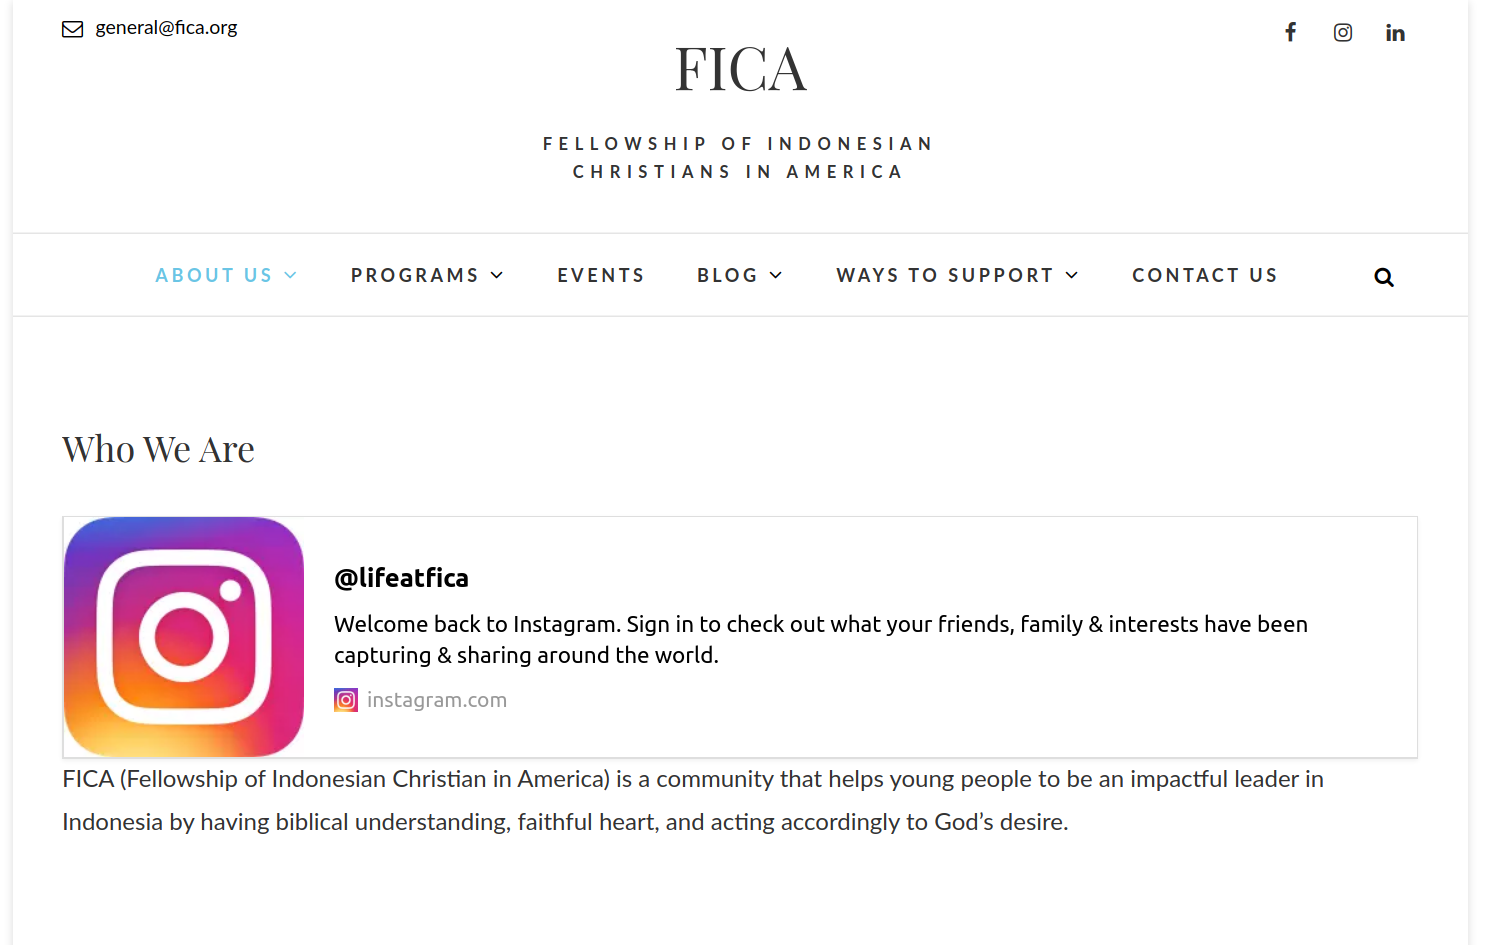 general@fica.org
FICA
FELLOWSHIP OF INDONESIAN
CHRISTIANS IN AMERICA
ABOUT US PROGRAMS EVENTS BLOG WAYS TO SUPPORT CONTACT US
Who We Are
@lifeatfica
Welcome back to Instagram. Sign in to check out what your friends, family & interests have been
capturing & sharing around the world.
instagram.com
FICA (Fellowship of Indonesian Christian in America) is a community that helps young people to be an impactful leader in
Indonesia by having biblical understanding, faithful heart, and acting accordingly to God’s desire.